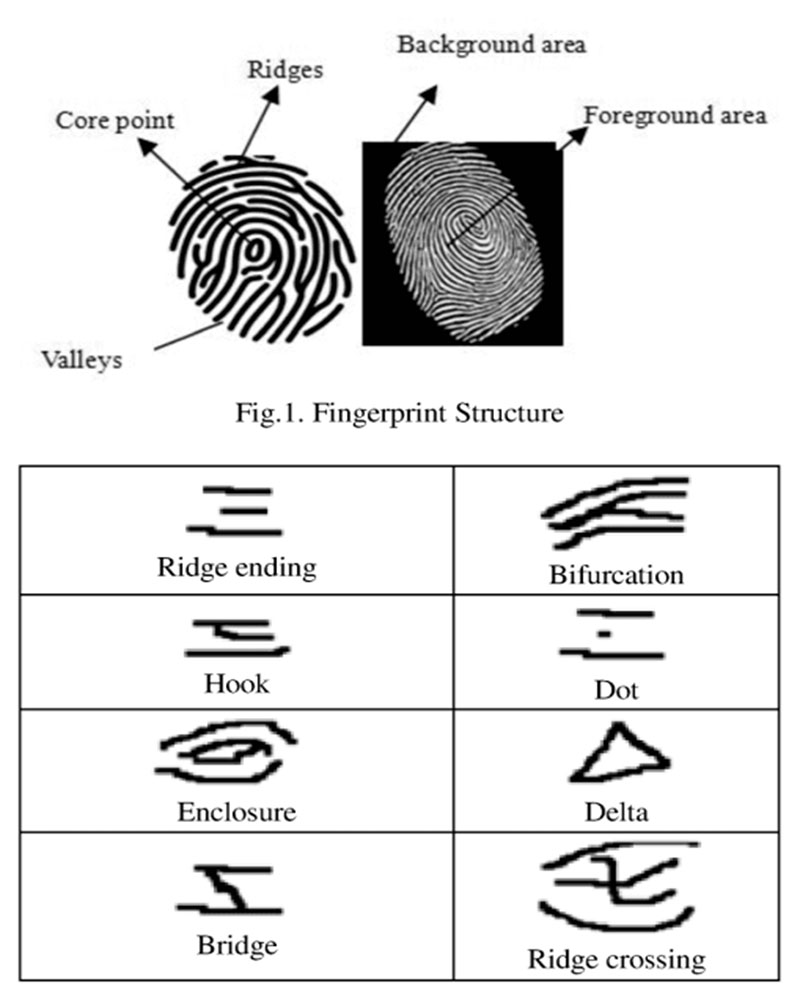 Background area
Ridges
Foreground area
Core point
Valleys
Fig.1. Fingerprint Structure
Ridge ending
Bifurcation
Hook
Dot
Enclosure
Delta
Bridge
Ridge crossing